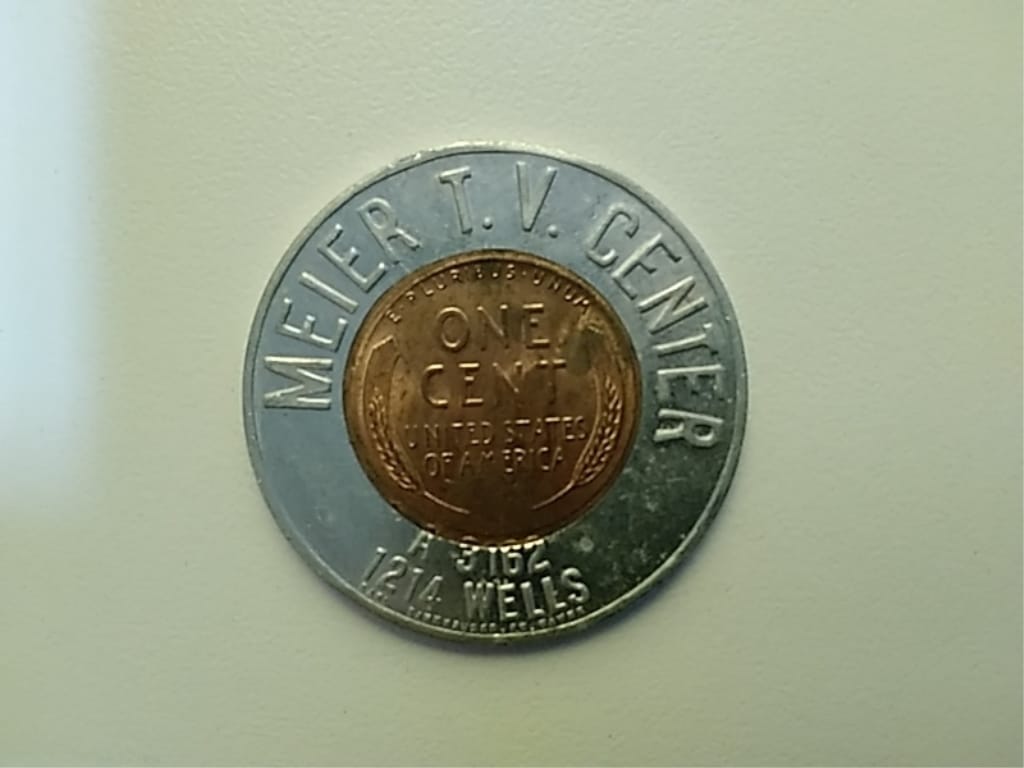 MEIER T. V. CENTER
E·PLURIBUS·UNUM
ONE
CENT
UNITED STATES
OF AMERICA
A 3162
1214 WELLS